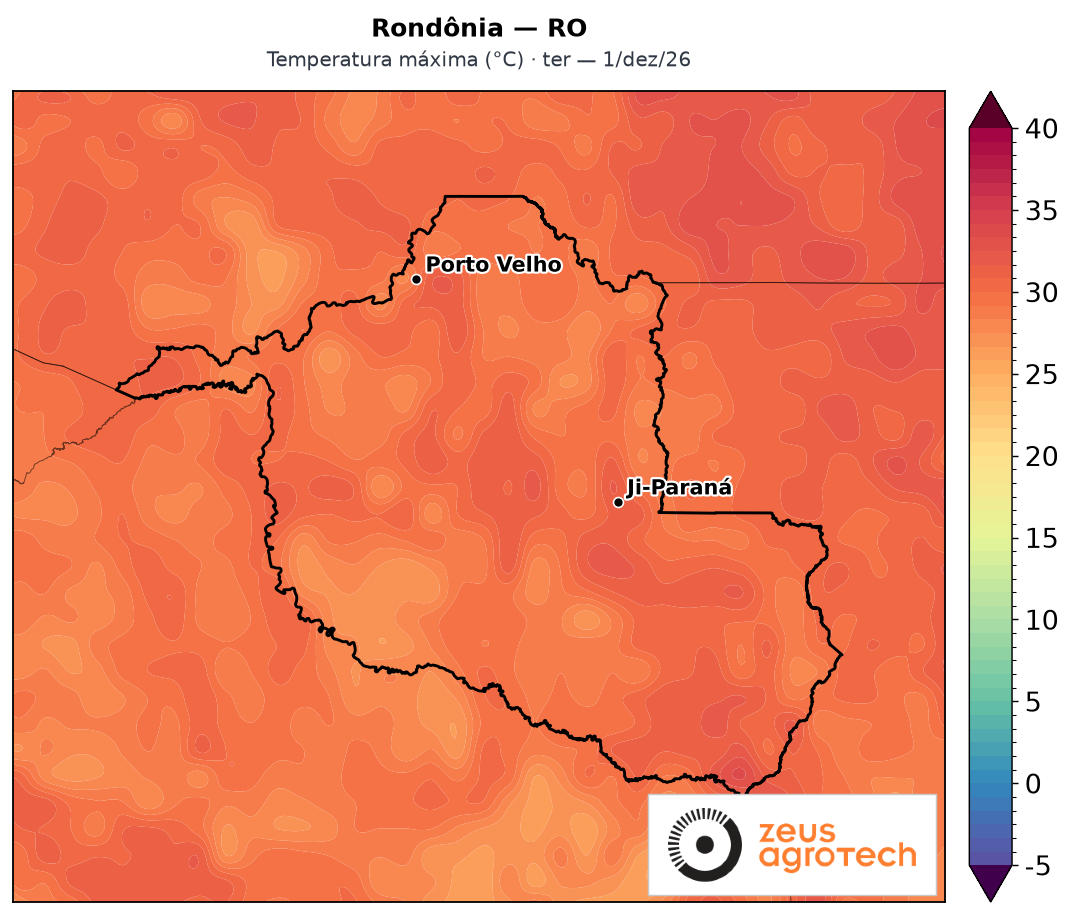 Rondônia — RO
Temperatura máxima (°C) · ter — 1/dez/26
Porto Velho
Ji-Paraná
40
35
30
25
20
15
10
5
0
-5
zeus
agrotech